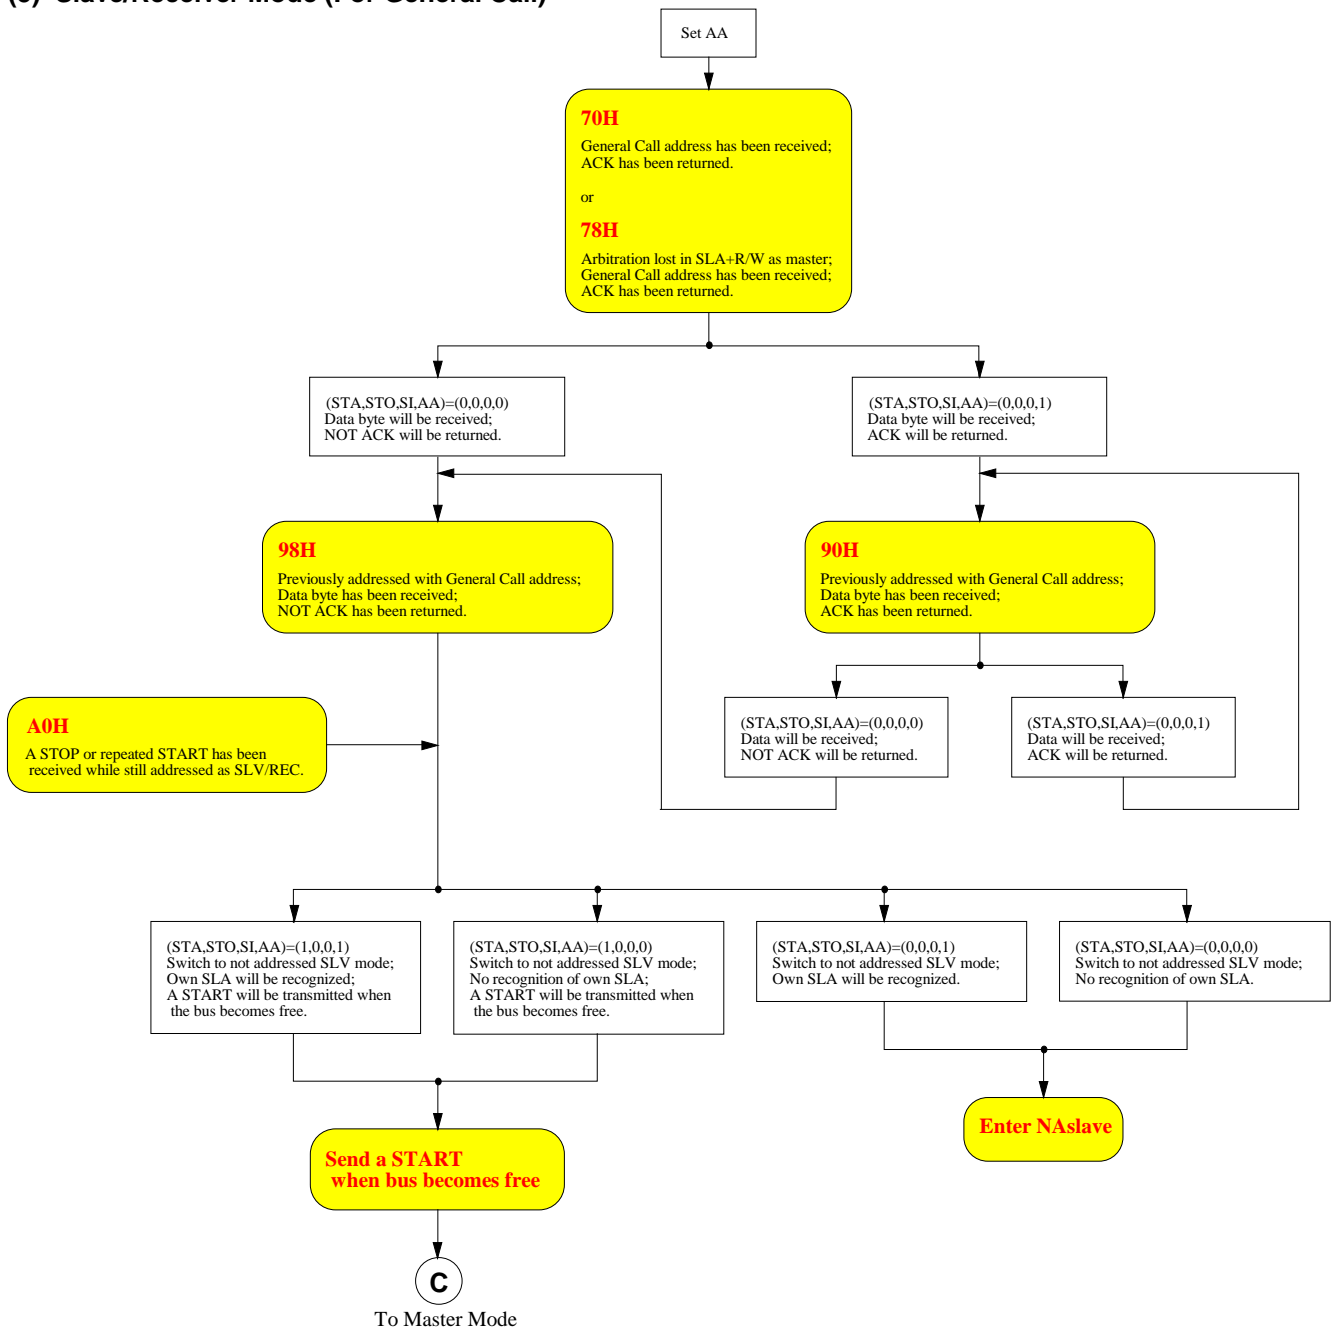 Set AA
70H
General Call address has been received;
ACK has been returned.
or
78H
Arbitration lost in SLA+R/W as master;
General Call address has been received;
ACK has been returned.
(STA,STO,SI,AA)=(0,0,0,0)
Data byte will be received;
NOT ACK will be returned.
(STA,STO,SI,AA)=(0,0,0,1)
Data byte will be received;
ACK will be returned.
98H
Previously addressed with General Call address;
Data byte has been received;
NOT ACK has been returned.
90H
Previously addressed with General Call address;
Data byte has been received;
ACK has been returned.
A0H
A STOP or repeated START has been
received while still addressed as SLV/REC.
(STA,STO,SI,AA)=(0,0,0,0)
Data will be received;
NOT ACK will be returned.
(STA,STO,SI,AA)=(0,0,0,1)
Data will be received;
ACK will be returned.
(STA,STO,SI,AA)=(1,0,0,1)
Switch to not addressed SLV mode;
Own SLA will be recognized;
A START will be transmitted when
the bus becomes free.
(STA,STO,SI,AA)=(1,0,0,0)
Switch to not addressed SLV mode;
No recognition of own SLA;
A START will be transmitted when
the bus becomes free.
(STA,STO,SI,AA)=(0,0,0,1)
Switch to not addressed SLV mode;
Own SLA will be recognized.
(STA,STO,SI,AA)=(0,0,0,0)
Switch to not addressed SLV mode;
No recognition of own SLA.
Send a START
when bus becomes free
Enter NAslave
C
To Master Mode